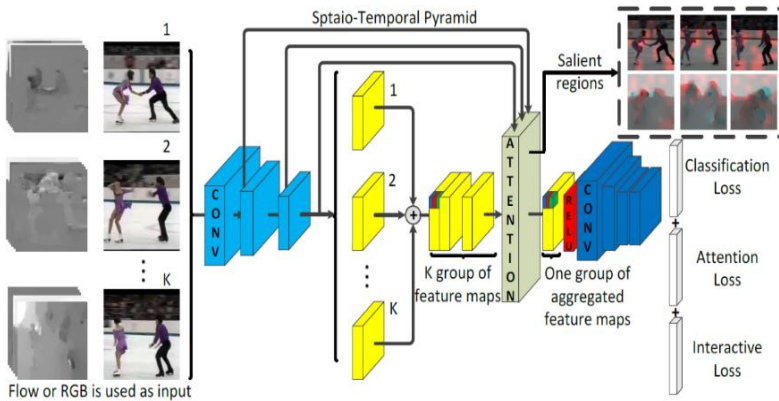 Sptaio-Temporal Pyramid
1
2
K
Flow or RGB is used as input
CONV
1
2
K
+
K group of
feature maps
ATTENTION
Salient
regions
One group of
aggregated
feature maps
RELU
CONV
Classification
Loss
+
Attention
Loss
+
Interactive
Loss